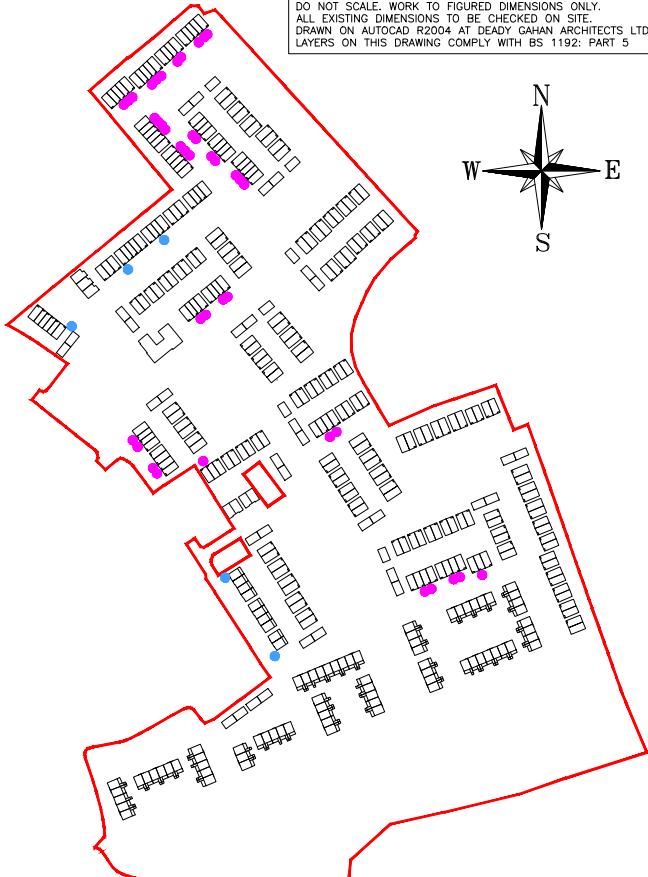 DO NOT SCALE. WORK TO FIGURED DIMENSIONS ONLY.
ALL EXISTING DIMENSIONS TO BE CHECKED ON SITE.
DRAWN ON AUTOCAD R2004 AT DEADY GAHAN ARCHITECTS LTD
LAYERS ON THIS DRAWING COMPLY WITH BS 1192: PART 5
N
W E
S